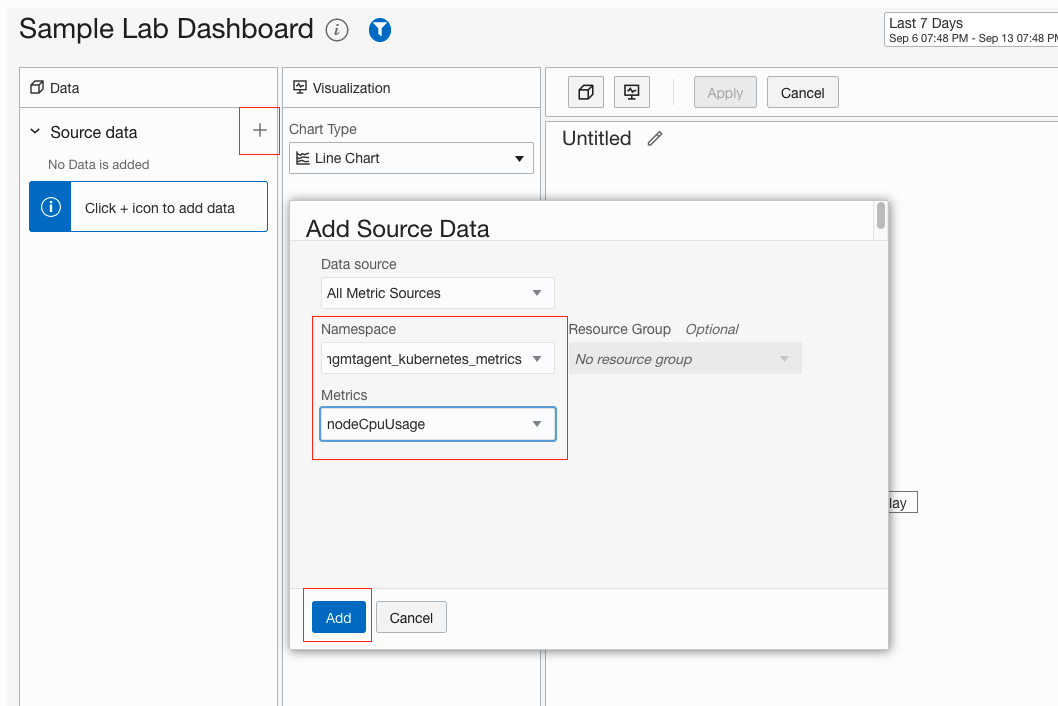 Sample Lab Dashboard
Last 7 Days
Sep 6 07:48 PM - Sep 13 07:48 PM
Data
Visualization
Apply
Cancel
Source data
No Data is added
Click + icon to add data
Chart Type
Line Chart
Untitled
Add Source Data
Data source
All Metric Sources
Namespace
Resource Group Optional
ngmtagent_kubernetes_metrics
No resource group
Metrics
nodeCpuUsage
lay
Add
Cancel